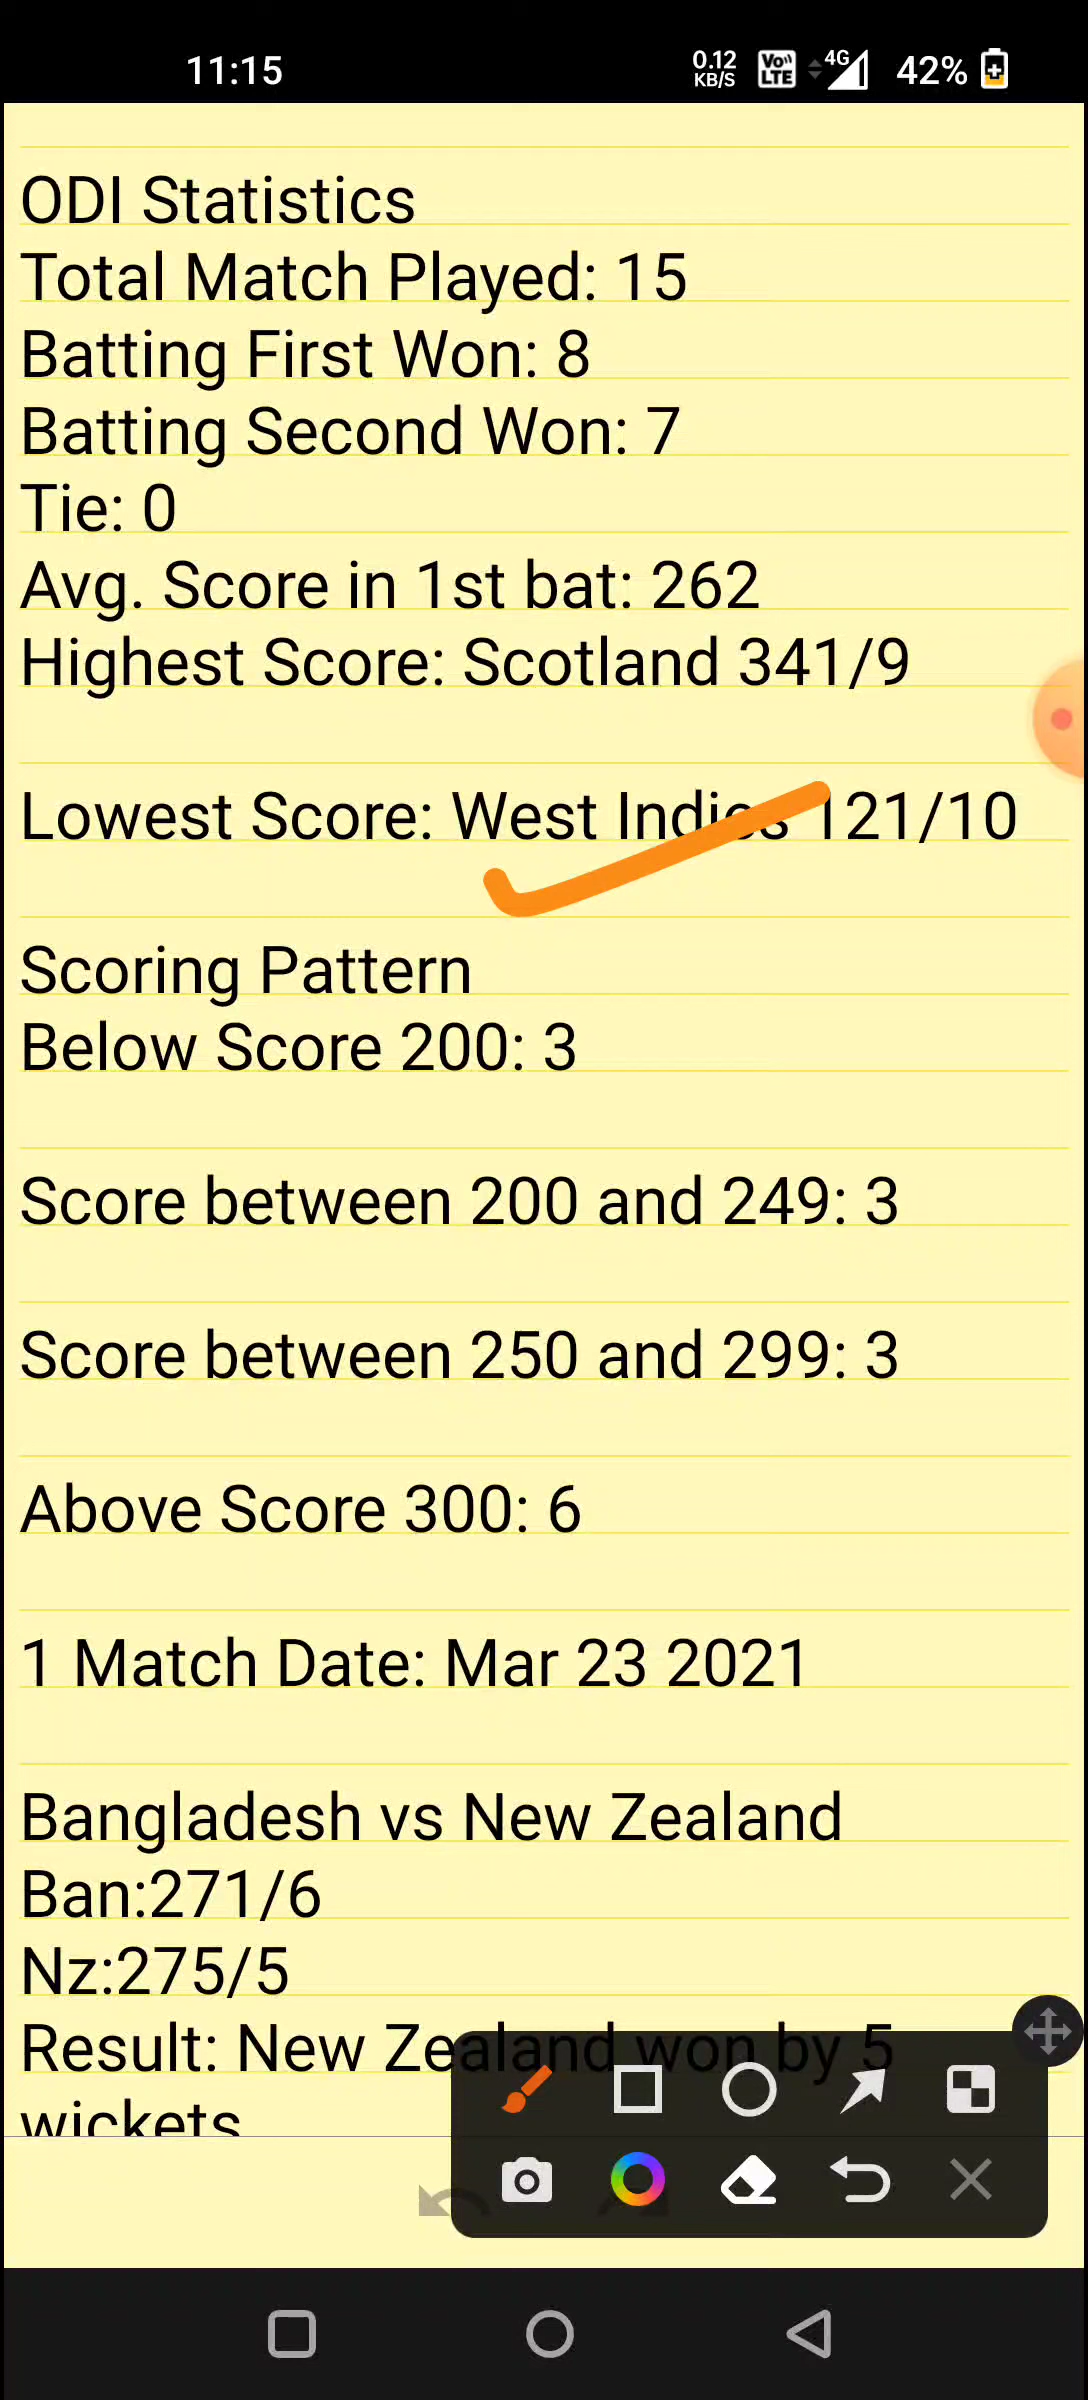 11:15
0.12 KB/S VoLTE 4G 42%
ODI Statistics
Total Match Played: 15
Batting First Won: 8
Batting Second Won: 7
Tie: 0
Avg. Score in 1st bat: 262
Highest Score: Scotland 341/9
Lowest Score: West Indies 121/10
Scoring Pattern
Below Score 200: 3
Score between 200 and 249: 3
Score between 250 and 299: 3
Above Score 300: 6
1 Match Date: Mar 23 2021
Bangladesh vs New Zealand
Ban:271/6
Nz:275/5
Result: New Zealand won by 5
wickets